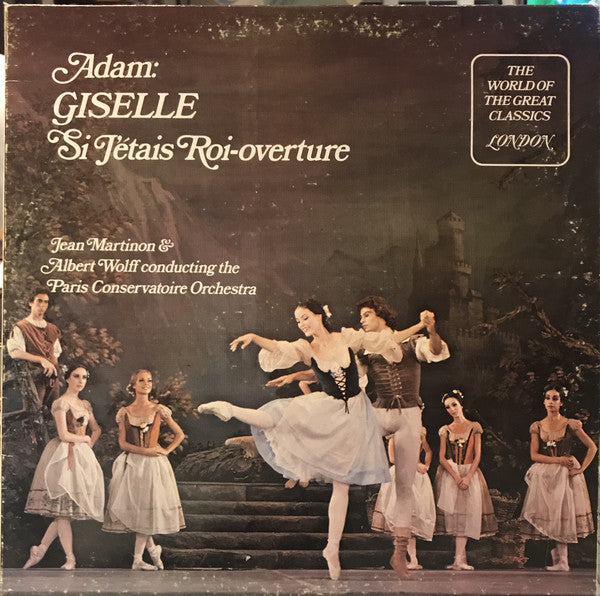 Adam:
GISELLE
Si J'étais Roi-overture
THE
WORLD OF
THE GREAT
CLASSICS
LONDON
Jean Martinon &
Albert Wolff conducting the
Paris Conservatoire Orchestra